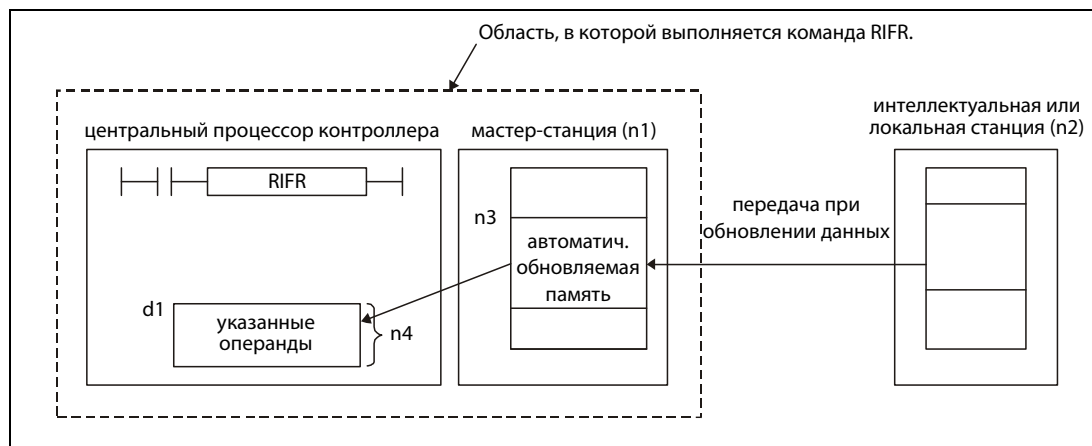 Область, в которой выполняется команда RIFR.
центральный процессор контроллера
мастер-станция (n1)
интеллектуальная или
локальная станция (n2)
RIFR
n3
автоматич.
обновляемая
память
передача при
обновлении данных
d1
указанные
операнды
n4